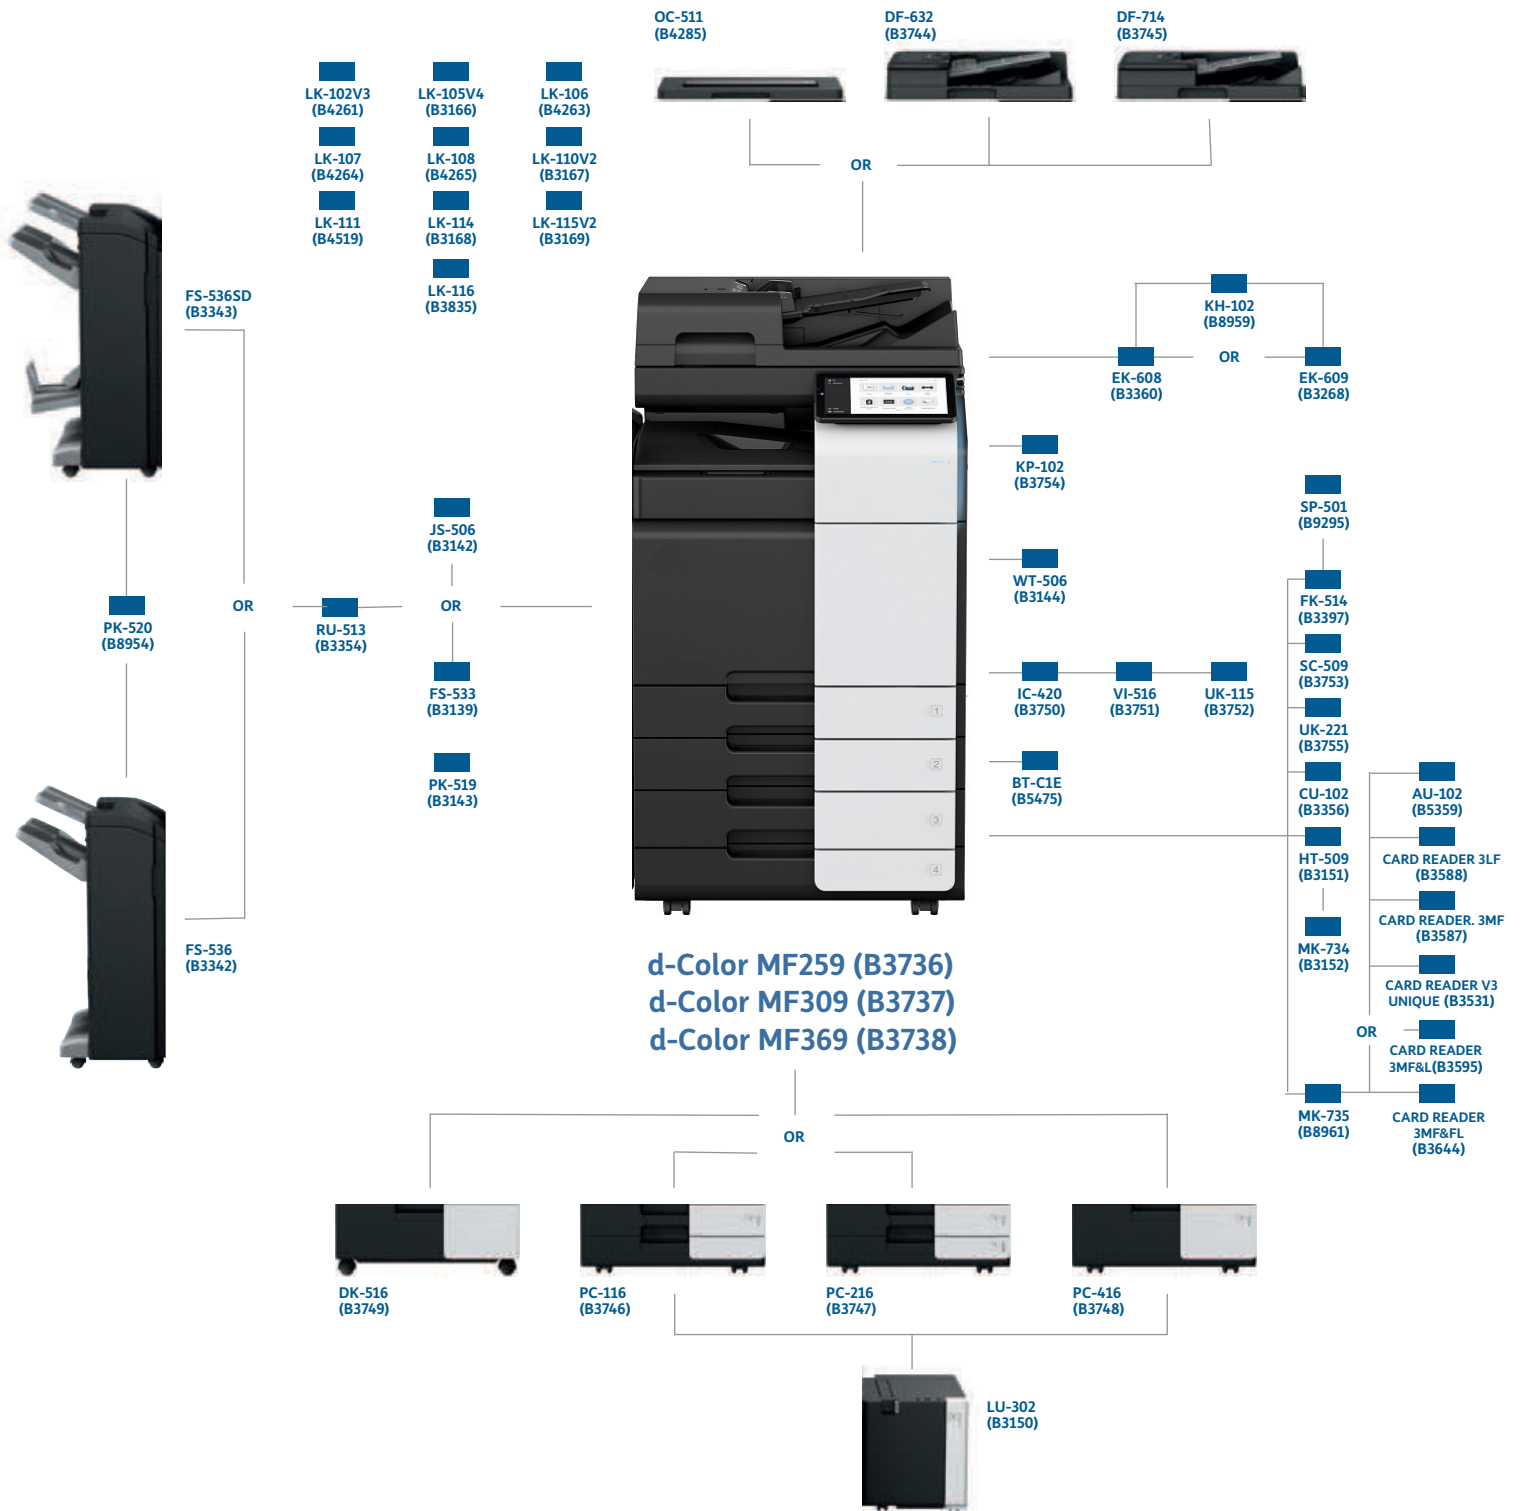 OC-511
(B4285)
DF-632
(B3744)
DF-714
(B3745)
LK-102V3
(B4261)
LK-105V4
(B3166)
LK-106
(B4263)
LK-107
(B4264)
LK-108
(B4265)
LK-110V2
(B3167)
LK-111
(B4519)
LK-114
(B3168)
LK-115V2
(B3169)
LK-116
(B3835)
OR
FS-536SD
(B3343)
KH-102
(B8959)
EK-608
(B3360)
OR
EK-609
(B3268)
KP-102
(B3754)
SP-501
(B9295)
JS-506
(B3142)
WT-506
(B3144)
FK-514
(B3397)
PK-520
(B8954)
OR
RU-513
(B3354)
OR
SC-509
(B3753)
FS-533
(B3139)
IC-420
(B3750)
VI-516
(B3751)
UK-115
(B3752)
UK-221
(B3755)
PK-519
(B3143)
BT-C1E
(B5475)
CU-102
(B3356)
AU-102
(B5359)
HT-509
(B3151)
CARD READER 3LF
(B3588)
MK-734
(B3152)
CARD READER. 3MF
(B3587)
CARD READER V3
UNIQUE (B3531)
OR
CARD READER
3MF&L(B3595)
MK-735
(B8961)
CARD READER
3MF&FL
(B3644)
FS-536
(B3342)
1
2
3
4
d-Color MF259 (B3736)
d-Color MF309 (B3737)
d-Color MF369 (B3738)
OR
DK-516
(B3749)
PC-116
(B3746)
PC-216
(B3747)
PC-416
(B3748)
LU-302
(B3150)